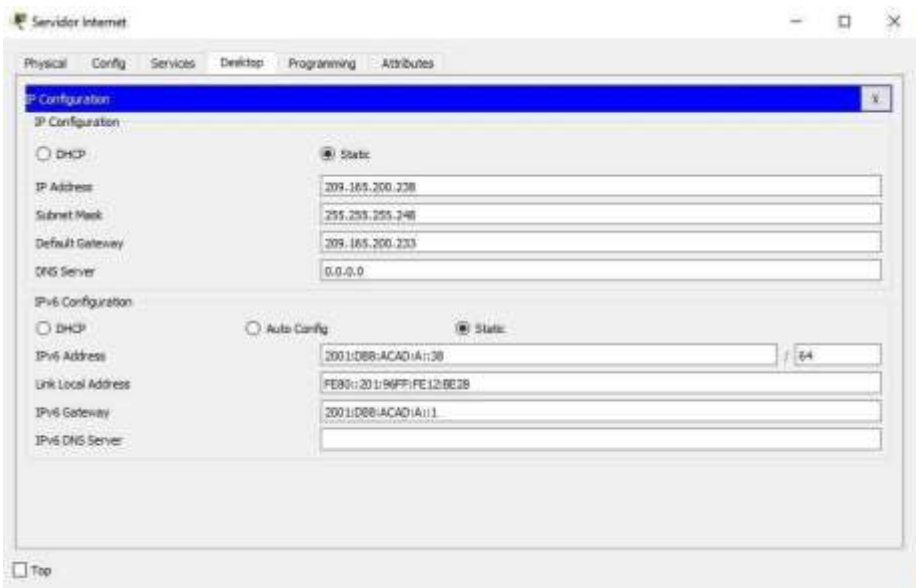 Servidor Internet
Physical Config Services Desktop Programming Attributes
IP Configuration X
IP Configuration
DHCP Static
IP Address 209.165.200.238
Subnet Mask 255.255.255.248
Default Gateway 209.165.200.233
DNS Server 0.0.0.0
IPv6 Configuration
DHCP Auto Config Static
IPv6 Address 2001:DB8:ACAD:A::38 / 64
Link Local Address FE80::201:96FF:FE12:BE2B
IPv6 Gateway 2001:DB8:ACAD:A::1
IPv6 DNS Server
Top